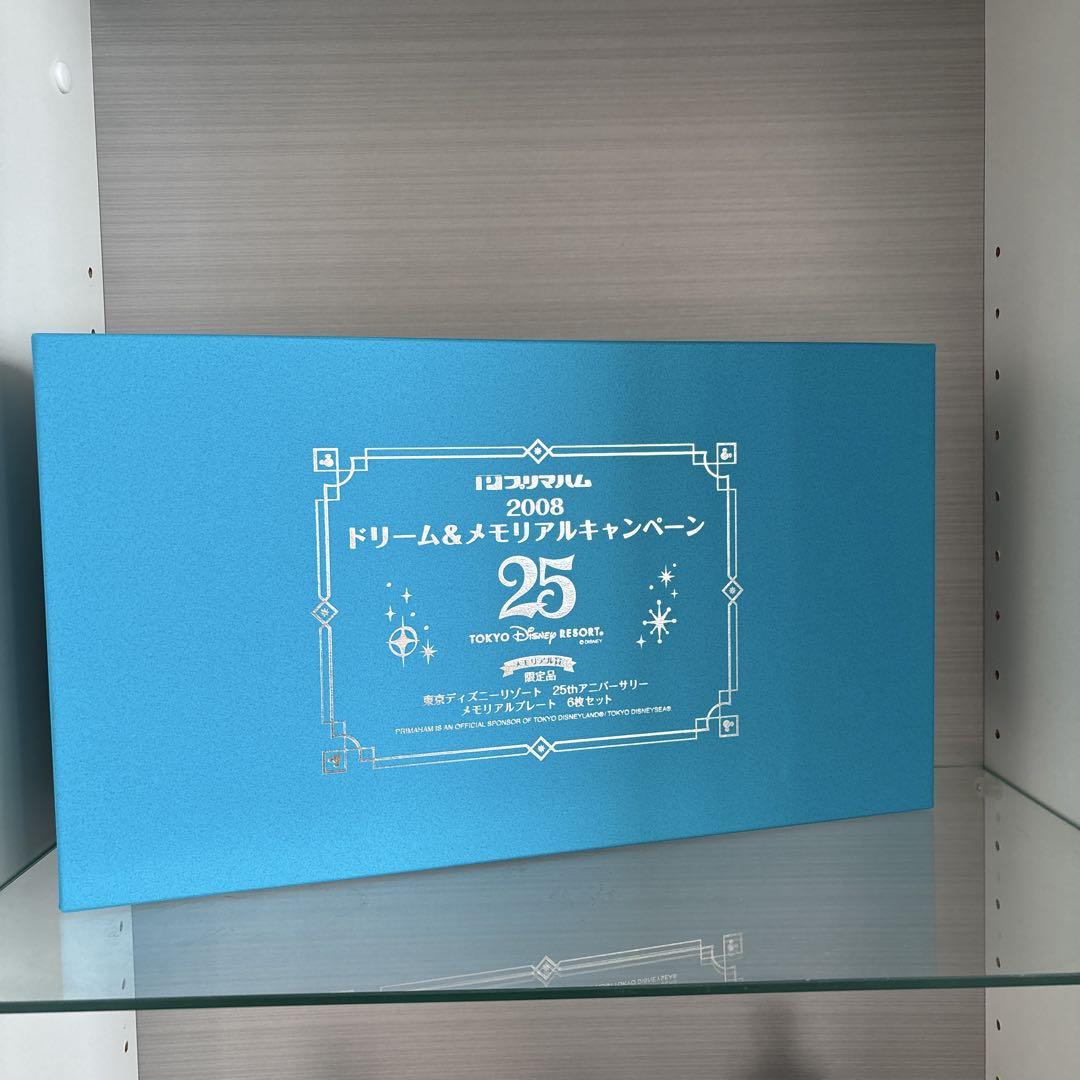 プリマハム
2008
ドリーム&メモリアルキャンペーン
25
TOKYO Disney RESORT®
©DISNEY
メモリアル賞
限定品
東京ディズニーリゾート 25thアニバーサリー
メモリアルプレート 6枚セット
PRIMAHAM IS AN OFFICIAL SPONSOR OF TOKYO DISNEYLAND®/TOKYO DISNEYSEA®.